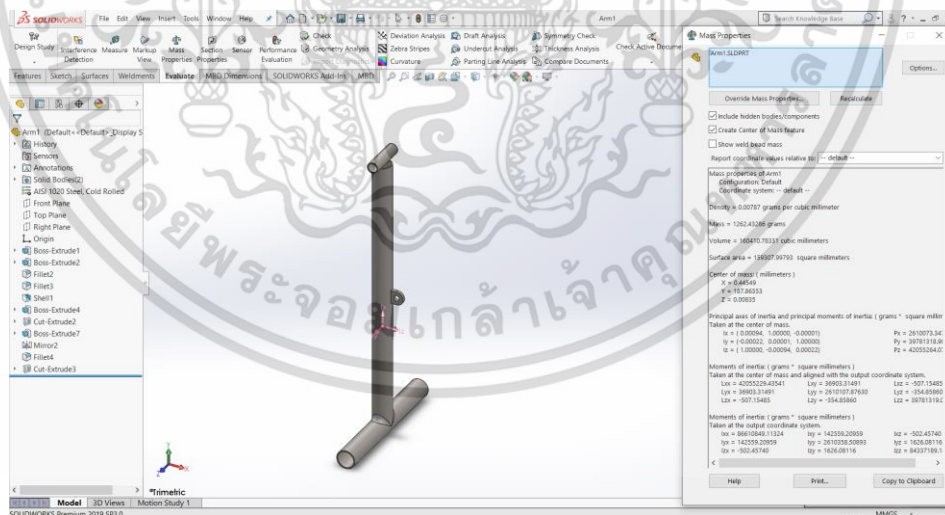 SOLIDWORKS File Edit View Insert Tools Window Help Arm1 Search Knowledge Base
Design Study Interference Detection Measure Markup View Mass Properties Section Properties Sensor Performance Evaluation
Check Deviation Analysis Draft Analysis Symmetry Check
Geometry Analysis Zebra Stripes Undercut Analysis Thickness Analysis Check Active Docume
Curvature Parting Line Analysis Compare Documents
Features Sketch Surfaces Weldments Evaluate MBD Dimensions SOLIDWORKS Add-Ins MBD
Arm1 (Default<<Default>_Display S
History
Sensors
Annotations
Solid Bodies(2)
AISI 1020 Steel, Cold Rolled
Front Plane
Top Plane
Right Plane
Origin
Boss-Extrude1
Boss-Extrude2
Fillet2
Fillet3
Shell1
Boss-Extrude4
Cut-Extrude2
Boss-Extrude7
Mirror2
Fillet4
Cut-Extrude3
*Trimetric
Model 3D Views Motion Study 1
SOLIDWORKS Premium 2019 SP3.0
MMGS
Mass Properties
Arm1.SLDPRT
Options...
Override Mass Properties... Recalculate
Include hidden bodies/components
Create Center of Mass feature
Show weld bead mass
Report coordinate values relative to: -- default --
Mass properties of Arm1
Configuration: Default
Coordinate system: -- default --
Density = 0.00787 grams per cubic millimeter
Mass = 1262.43286 grams
Volume = 160410.78331 cubic millimeters
Surface area = 159307.99793 square millimeters
Center of mass: ( millimeters )
X = 0.44549
Y = 167.86553
Z = 0.00835
Principal axes of inertia and principal moments of inertia: ( grams * square millim
Taken at the center of mass.
Ix = ( 0.00094, 1.00000, -0.00001) Px = 2610073.34
Iy = (-0.00022, 0.00001, 1.00000) Py = 39781318.9
Iz = ( 1.00000, -0.00094, 0.00022) Pz = 42055264.0
Moments of inertia: ( grams * square millimeters )
Taken at the center of mass and aligned with the output coordinate system.
Lxx = 42055229.43541 Lxy = 36903.31491 Lxz = -507.15485
Lyx = 36903.31491 Lyy = 2610107.87630 Lyz = -354.85860
Lzx = -507.15485 Lzy = -354.85860 Lzz = 39781319.0
Moments of inertia: ( grams * square millimeters )
Taken at the output coordinate system.
Ixx = 86610849.11324 Ixy = 142559.20959 Ixz = -502.45740
Iyx = 142559.20959 Iyy = 2610358.50893 Iyz = 1626.08116
Izx = -502.45740 Izy = 1626.08116 Izz = 84337189.1
Help Print... Copy to Clipboard